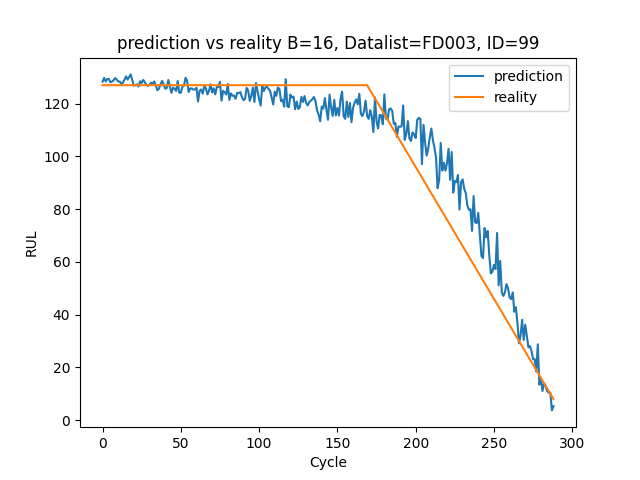 prediction vs reality B=16, Datalist=FD003, ID=99
prediction
reality
RUL
120
100
80
60
40
20
0
0 50 100 150 200 250 300
Cycle